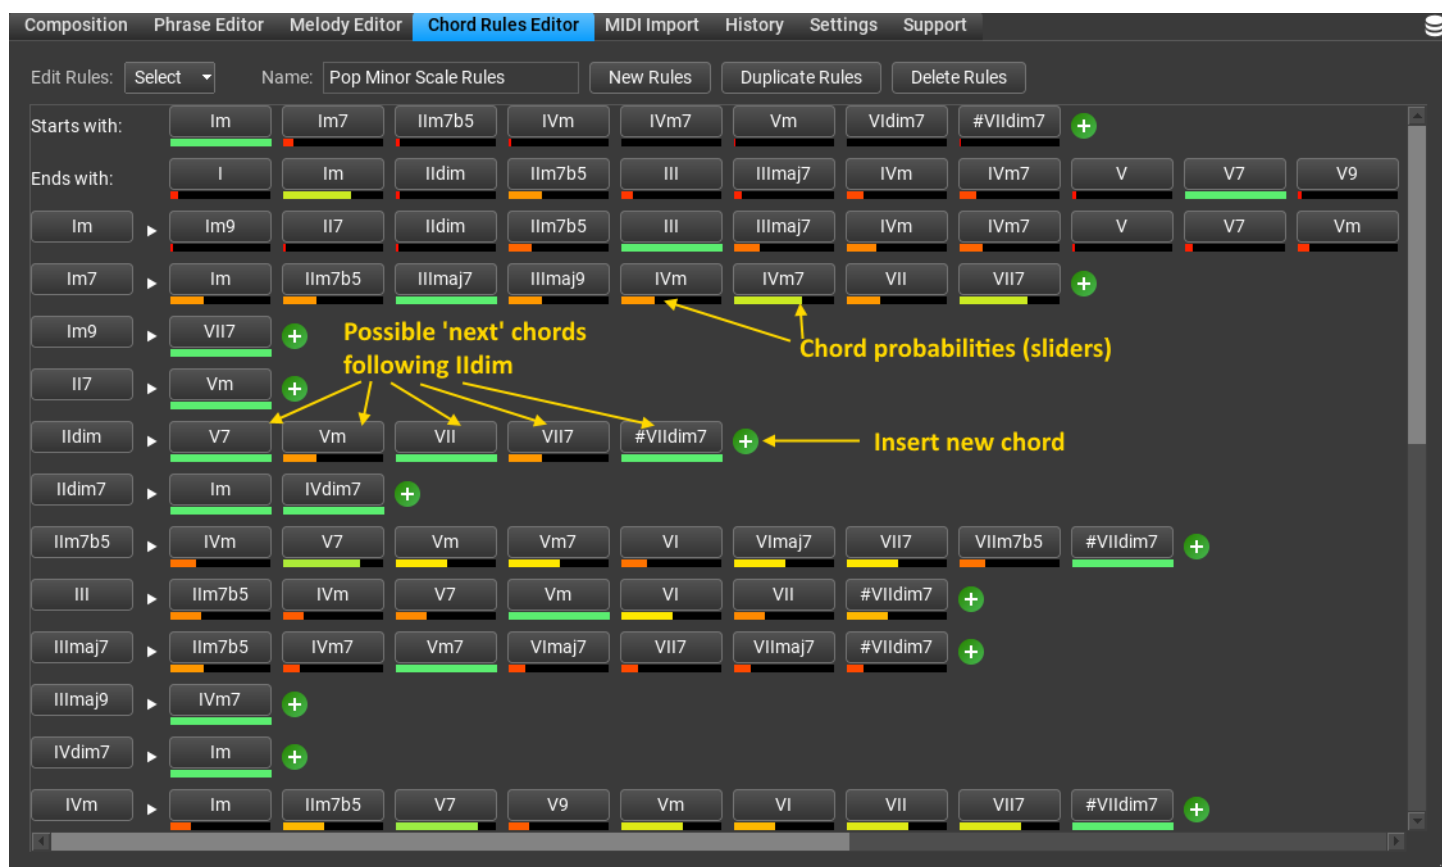 Composition Phrase Editor Melody Editor Chord Rules Editor MIDI Import History Settings Support
Edit Rules: Select Name: Pop Minor Scale Rules New Rules Duplicate Rules Delete Rules
Starts with: Im Im7 IIm7b5 IVm IVm7 Vm VIdim7 #VIIdim7
Ends with: I Im IIdim IIm7b5 III IIImaj7 IVm IVm7 V V7 V9
Im Im9 II7 IIdim IIm7b5 III IIImaj7 IVm IVm7 V V7 Vm
Im7 Im IIm7b5 IIImaj7 IIImaj9 IVm IVm7 VII VII7
Im9 VII7
Possible 'next' chords
following IIdim
Chord probabilities (sliders)
II7 Vm
IIdim V7 Vm VII VII7 #VIIdim7
Insert new chord
IIdim7 Im IVdim7
IIm7b5 IVm V7 Vm Vm7 VI VImaj7 VII7 VIIm7b5 #VIIdim7
III IIm7b5 IVm V7 Vm VI VII #VIIdim7
IIImaj7 IIm7b5 IVm7 Vm7 VImaj7 VII7 VIImaj7 #VIIdim7
IIImaj9 IVm7
IVdim7 Im
IVm Im IIm7b5 V7 V9 Vm VI VII VII7 #VIIdim7